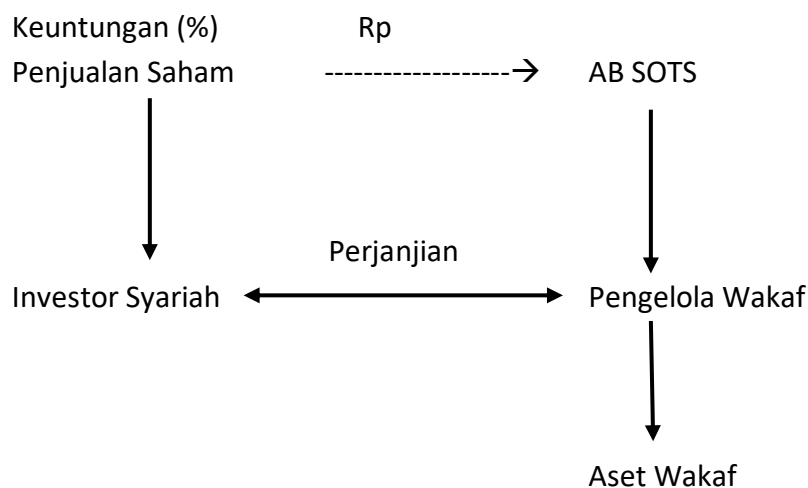 Keuntungan (%) Rp
Penjualan Saham -------------------→ AB SOTS
Perjanjian
Investor Syariah Pengelola Wakaf
Aset Wakaf